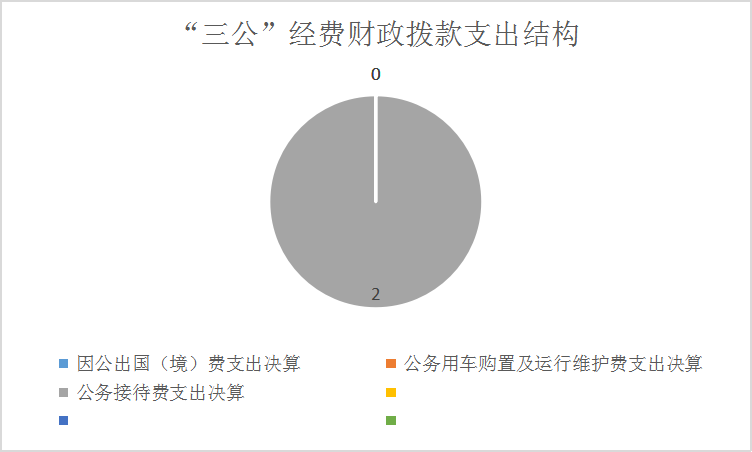 “三公”经费财政拨款支出结构
0
2
因公出国（境）费支出决算
公务用车购置及运行维护费支出决算
公务接待费支出决算